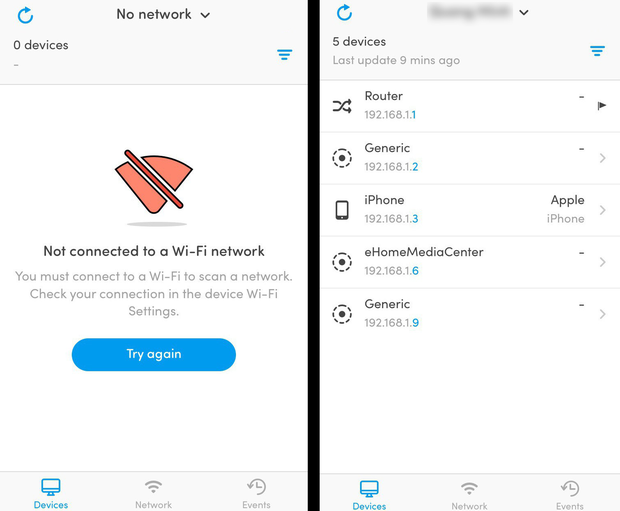 No network
0 devices
-
Not connected to a Wi-Fi network
You must connect to a Wi-Fi to scan a network.
Check your connection in the device Wi-Fi
Settings.
Try again
Devices
Network
Events
5 devices
Last update 9 mins ago
Router
-
192.168.1.1
Generic
-
192.168.1.2
iPhone
Apple
192.168.1.3
iPhone
eHomeMediaCenter
-
192.168.1.6
Generic
-
192.168.1.9
Devices
Network
Events